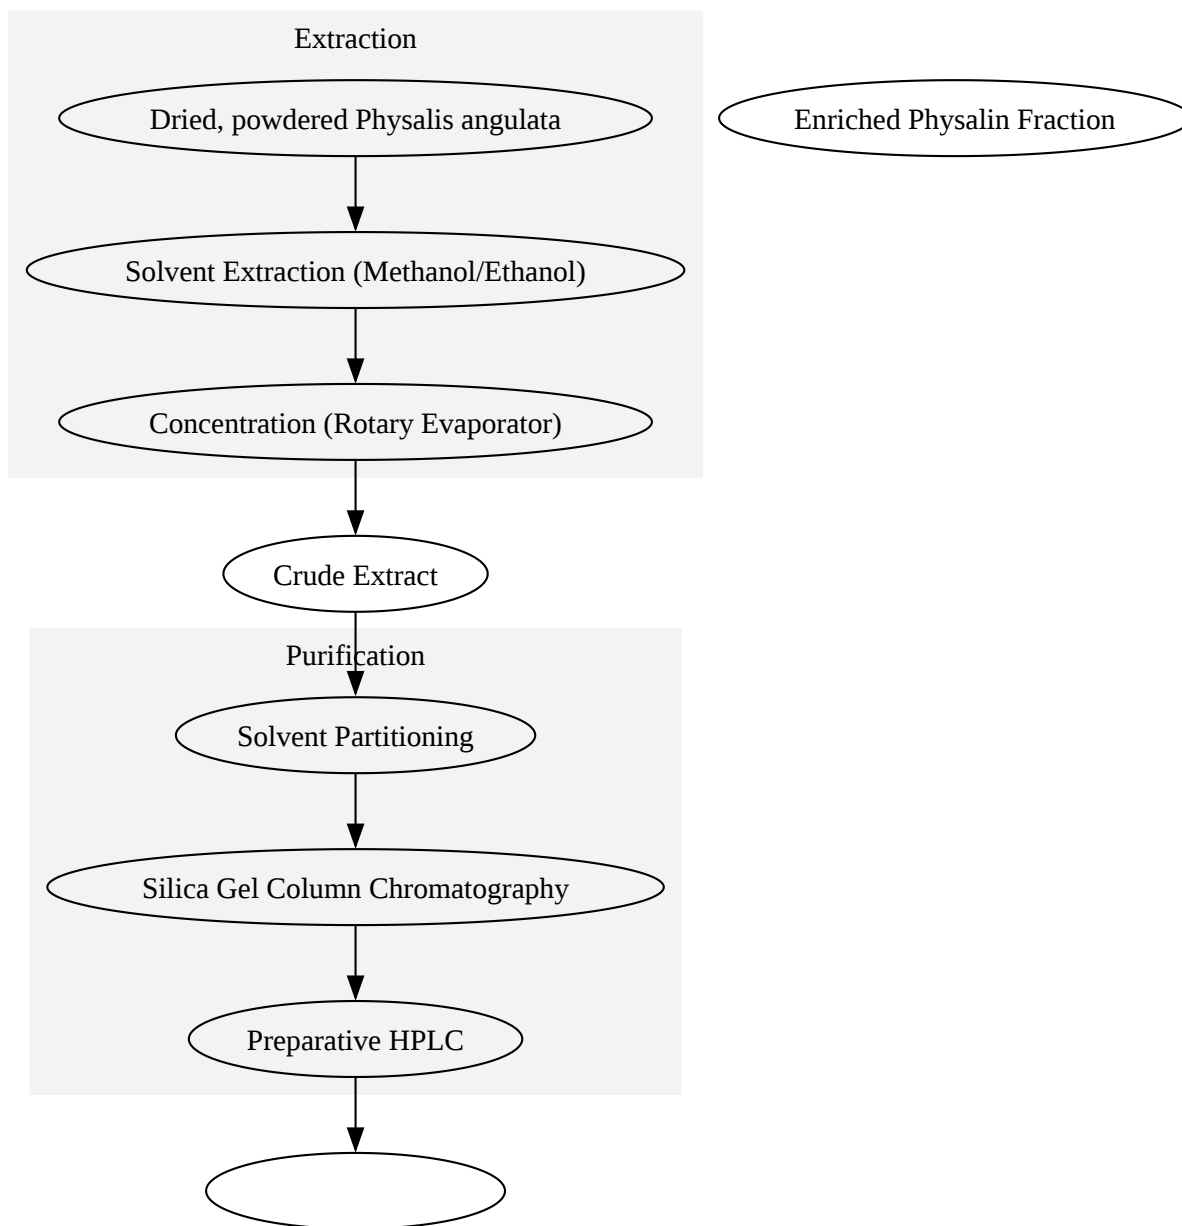 Extraction
Dried, powdered Physalis angulata
Enriched Physalin Fraction
Solvent Extraction (Methanol/Ethanol)
Concentration (Rotary Evaporator)
Crude Extract
Purification
Solvent Partitioning
Silica Gel Column Chromatography
Preparative HPLC